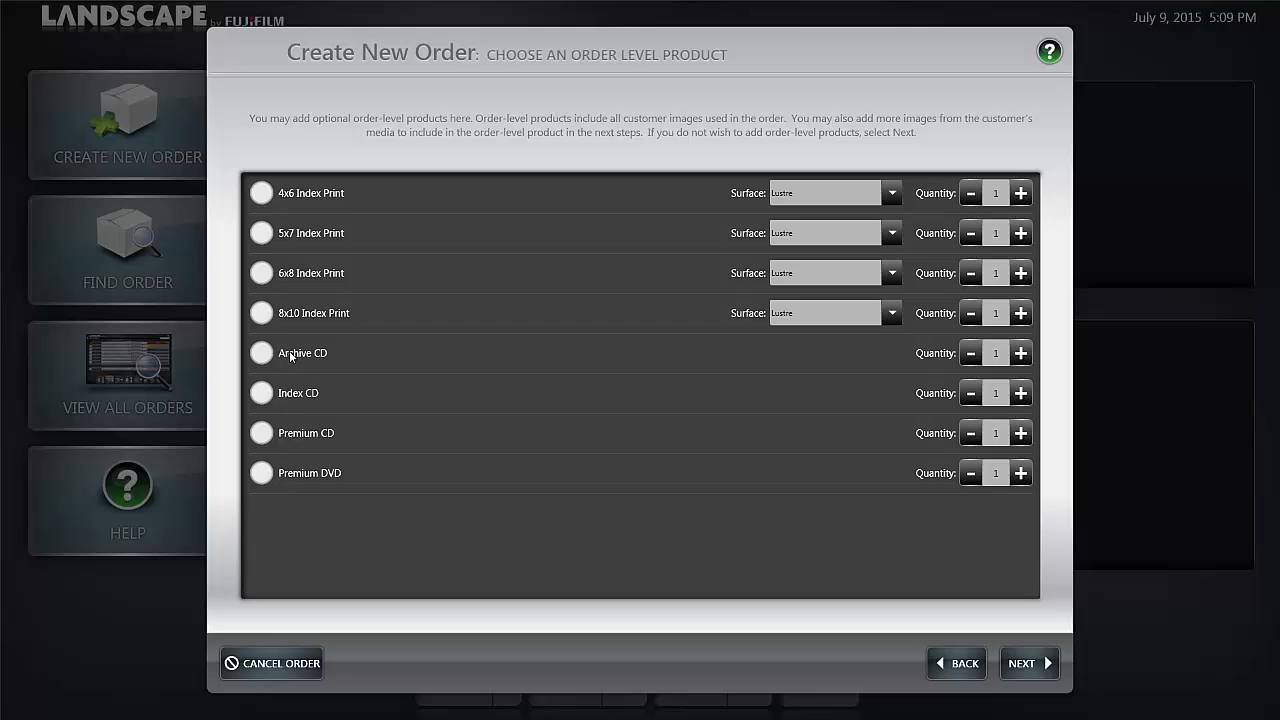 LANDSCAPE by FUJIFILM
July 9, 2015 5:09 PM
Create New Order: CHOOSE AN ORDER LEVEL PRODUCT
?
You may add optional order-level products here. Order-level products include all customer images used in the order. You may also add more images from the customer's
media to include in the order-level product in the next steps. If you do not wish to add order-level products, select Next.
CREATE NEW ORDER
FIND ORDER
VIEW ALL ORDERS
?
HELP
4x6 Index Print Surface: Lustre Quantity: - 1 +
5x7 Index Print Surface: Lustre Quantity: - 1 +
6x8 Index Print Surface: Lustre Quantity: - 1 +
8x10 Index Print Surface: Lustre Quantity: - 1 +
Archive CD Quantity: - 1 +
Index CD Quantity: - 1 +
Premium CD Quantity: - 1 +
Premium DVD Quantity: - 1 +
CANCEL ORDER BACK NEXT